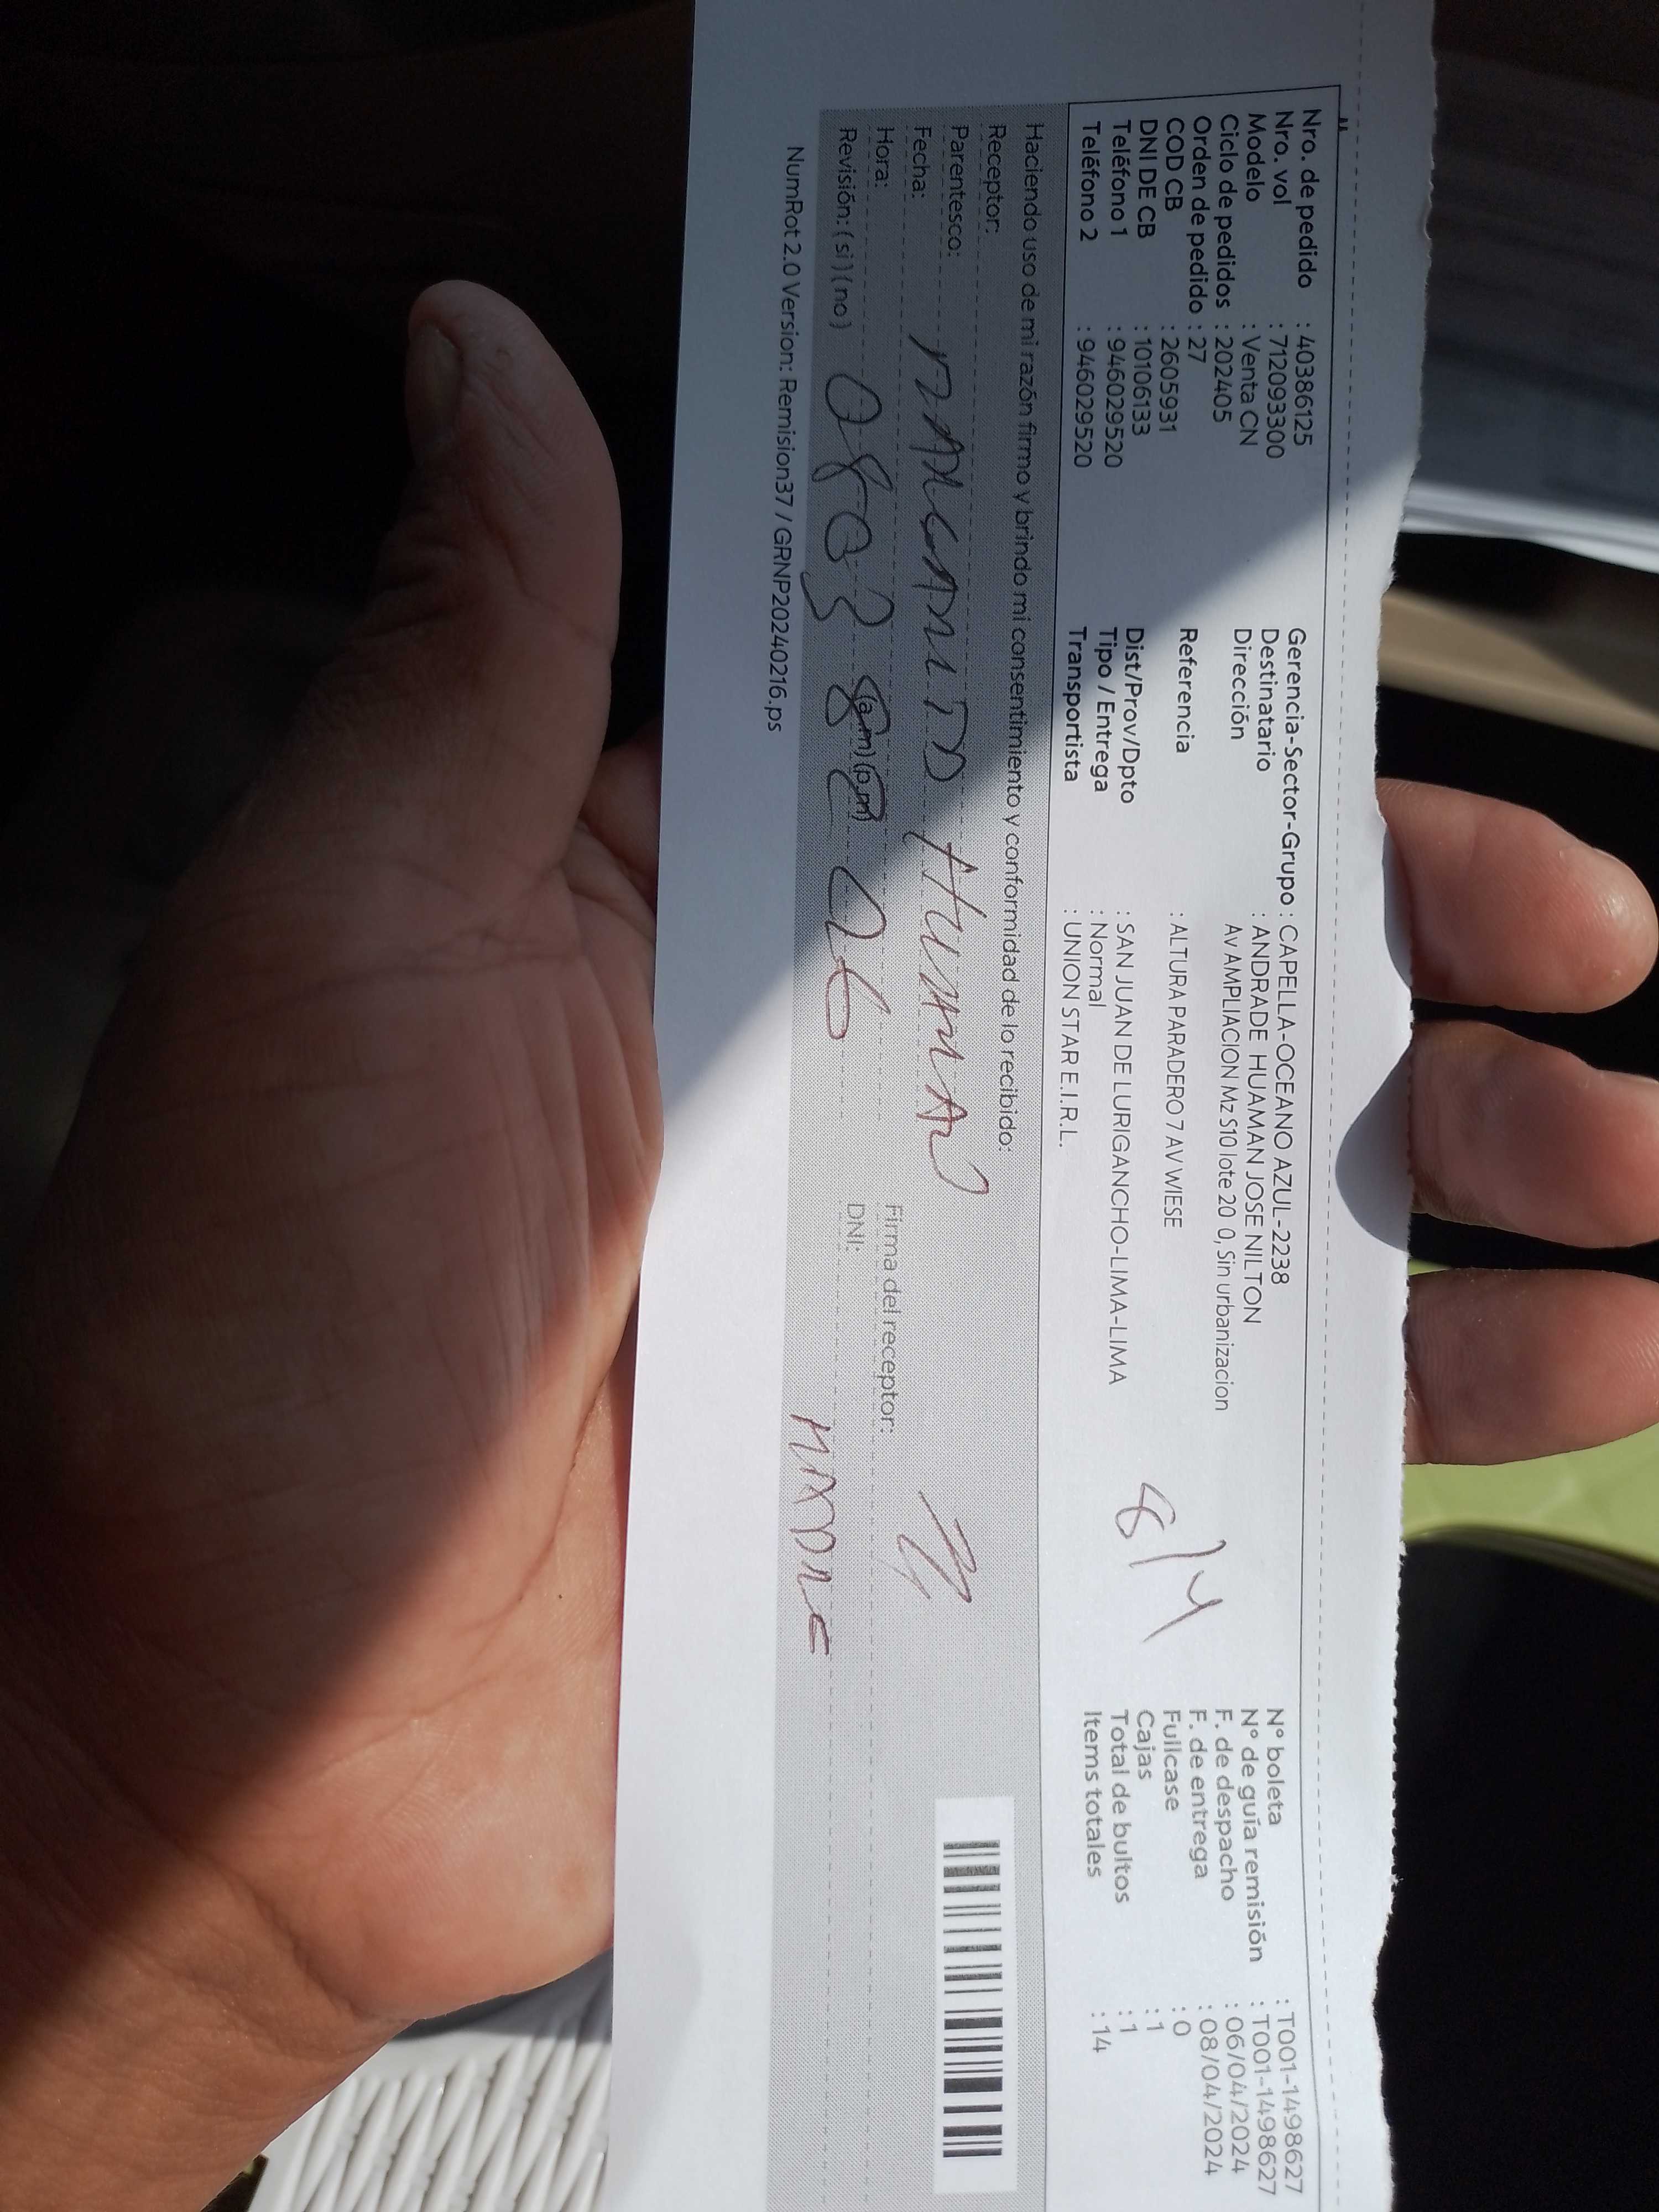 Nro. de pedido : 40386125
Nro. vol : 712093300
Modelo : Venta CN
Ciclo de pedidos : 202405
Orden de pedido : 27
COD CB : 2605931
DNI DE CB : 10106133
Teléfono 1 : 946029520
Teléfono 2 : 946029520
Gerencia-Sector-Grupo : CAPELLA-OCEANO AZUL-2238
Destinatario : ANDRADE HUAMAN JOSE NILTON
Dirección Av AMPLIACION Mz S10 lote 20 0, Sin urbanizacion
Referencia : ALTURA PARADERO 7 AV WIESE
Dist/Prov/Dpto : SAN JUAN DE LURIGANCHO-LIMA-LIMA
Tipo / Entrega : Normal
Transportista : UNION STAR E.I.R.L.
8/4
N° boleta : T001-1498627
N° de guía remisión : T001-1498627
F. de despacho : 06/04/2024
F. de entrega : 08/04/2024
Fullcase : 0
Cajas : 1
Total de bultos : 1
Items totales : 14
Haciendo uso de mi razón firmo y brindo mi consentimiento y conformidad de lo recibido:
Receptor:
Parentesco:
Fecha: HUAMAN
Hora: (a.m) (p.m)
Firma del receptor:
Revisión: ( si ) ( no )
DNI:
MADRE
NumRot 2.0 Version: Remision37 / GRNP20240216.ps